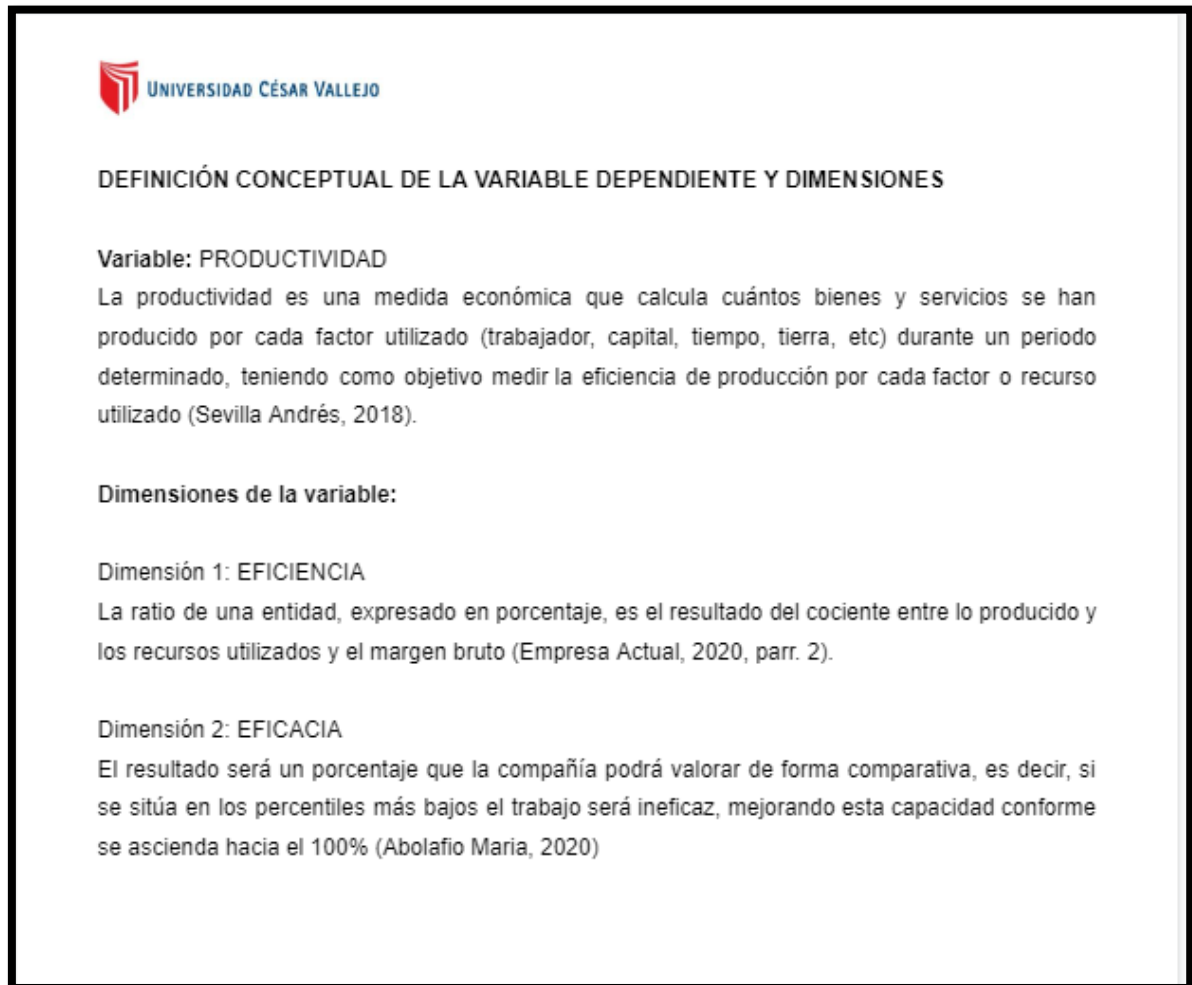 UNIVERSIDAD CÉSAR VALLEJO
DEFINICIÓN CONCEPTUAL DE LA VARIABLE DEPENDIENTE Y DIMENSIONES
Variable: PRODUCTIVIDAD
La productividad es una medida económica que calcula cuántos bienes y servicios se han
producido por cada factor utilizado (trabajador, capital, tiempo, tierra, etc) durante un periodo
determinado, teniendo como objetivo medir la eficiencia de producción por cada factor o recurso
utilizado (Sevilla Andrés, 2018).
Dimensiones de la variable:
Dimensión 1: EFICIENCIA
La ratio de una entidad, expresado en porcentaje, es el resultado del cociente entre lo producido y
los recursos utilizados y el margen bruto (Empresa Actual, 2020, parr. 2).
Dimensión 2: EFICACIA
El resultado será un porcentaje que la compañía podrá valorar de forma comparativa, es decir, si
se sitúa en los percentiles más bajos el trabajo será ineficaz, mejorando esta capacidad conforme
se ascienda hacia el 100% (Abolafio Maria, 2020)